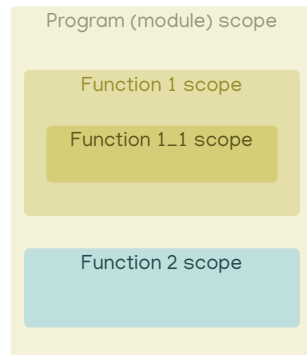 Program (module) scope
Function 1 scope
Function 1_1 scope
Function 2 scope